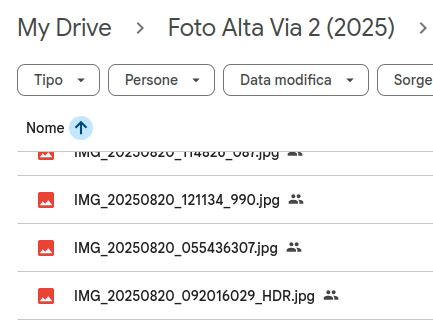 My Drive > Foto Alta Via 2 (2025) >
Tipo Persone Data modifica Sorge
Nome
IMG_20250820_114826_087.jpg
IMG_20250820_121134_990.jpg
IMG_20250820_055436307.jpg
IMG_20250820_092016029_HDR.jpg